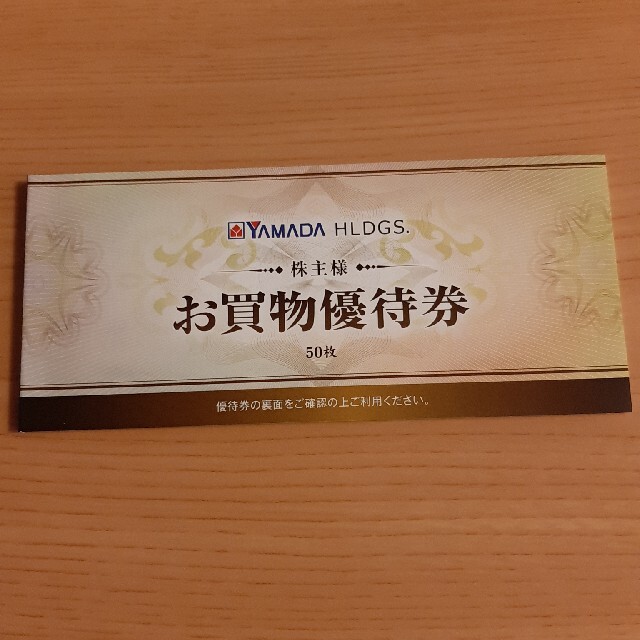 YAMADA HLDGS.
株主様
お買物優待券
50枚
優待券の裏面をご確認の上ご利用ください。